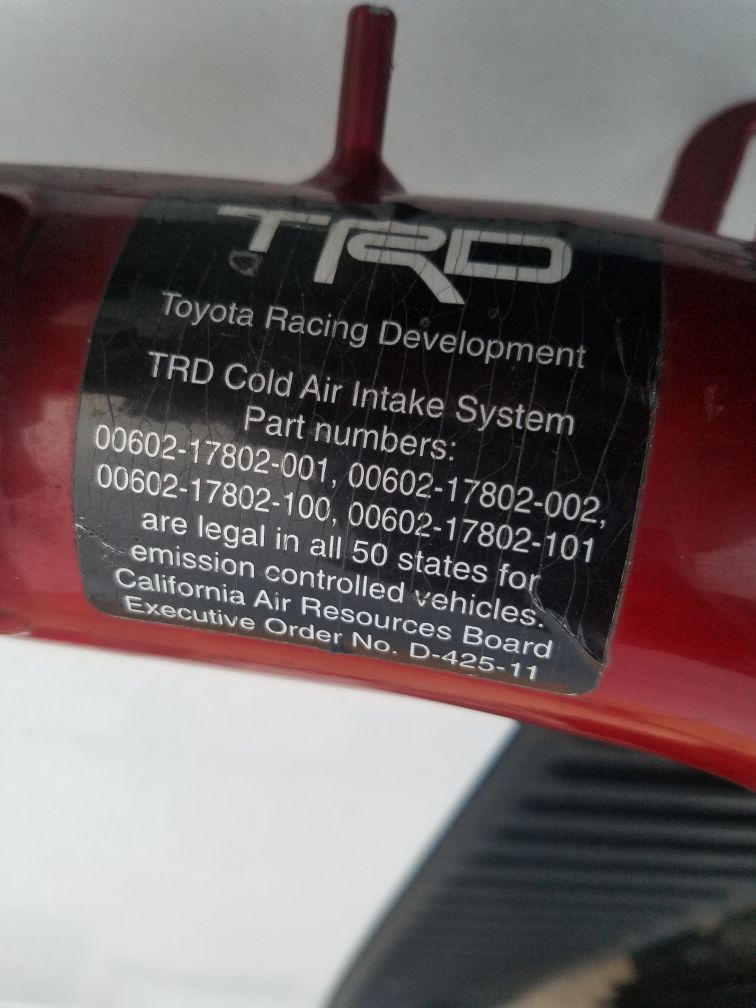 TRD
Toyota Racing Development
TRD Cold Air Intake System
Part numbers:
00602-17802-001, 00602-17802-002,
00602-17802-100, 00602-17802-101
are legal in all 50 states for
emission controlled vehicles.
California Air Resources Board
Executive Order No. D-425-11